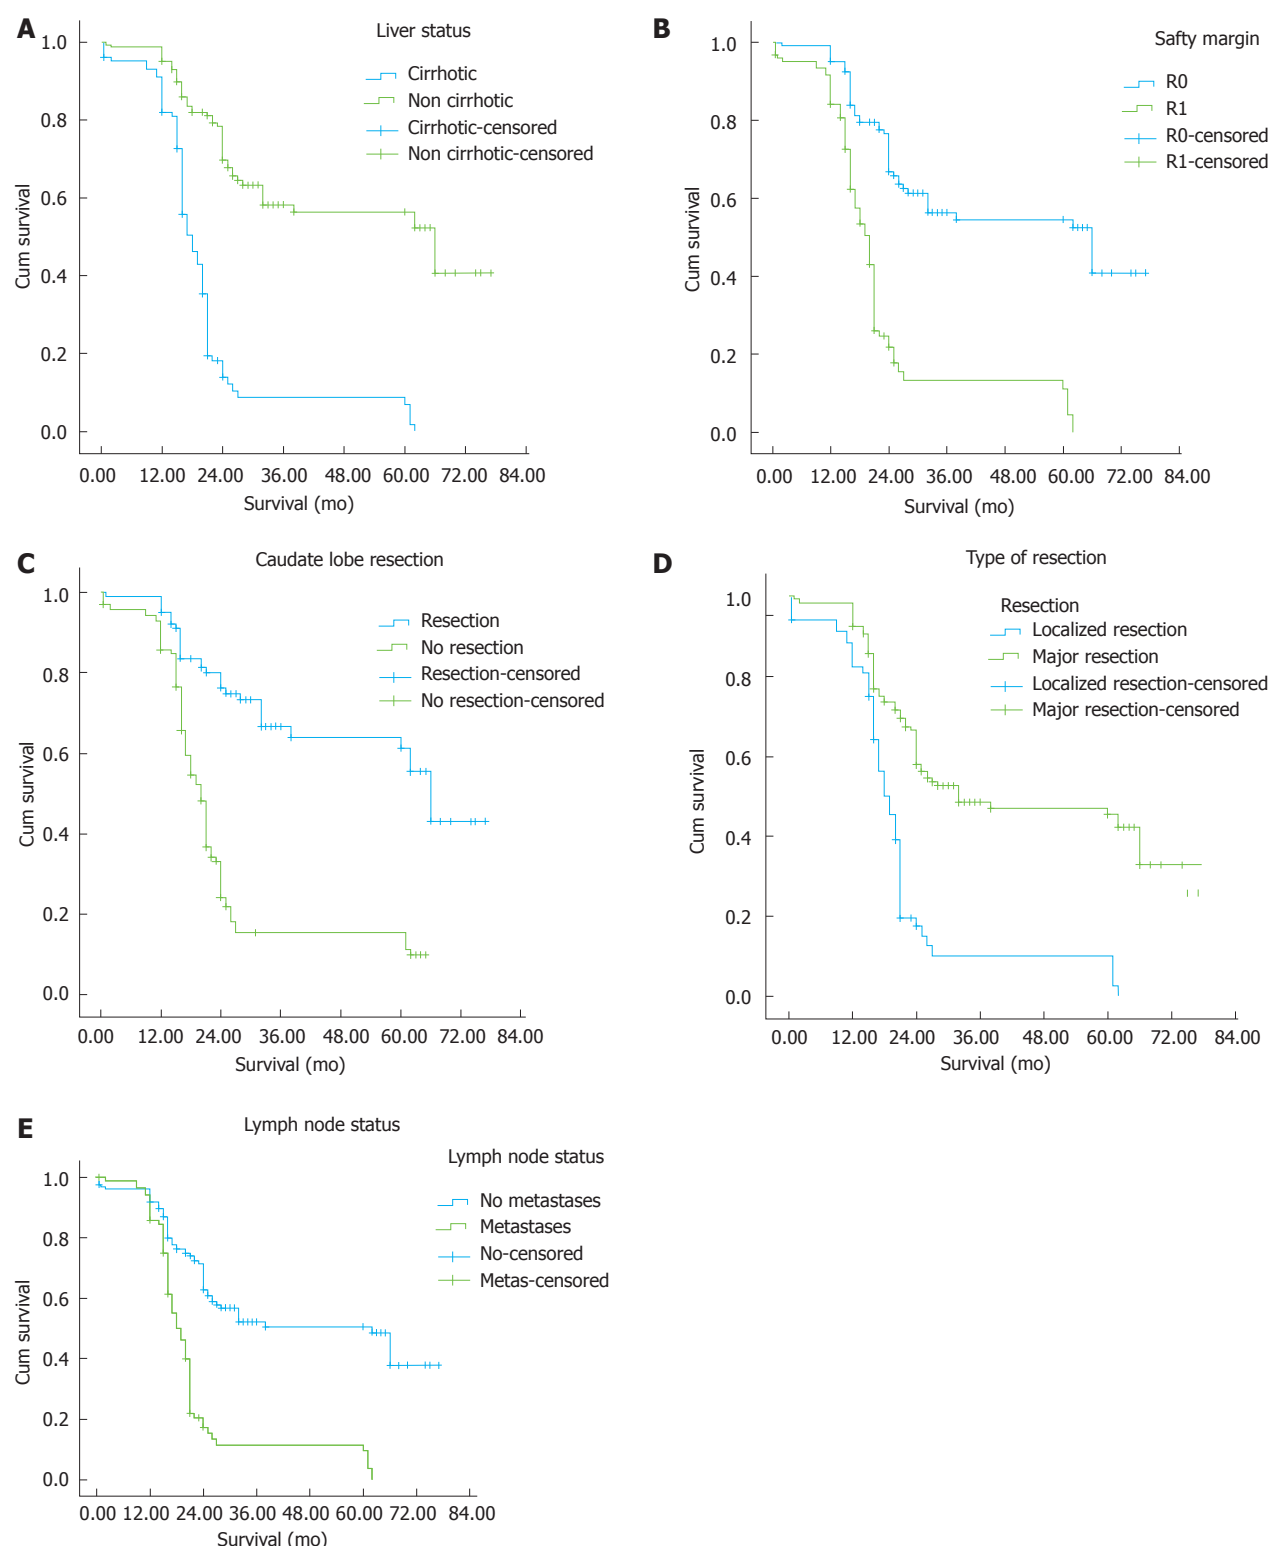 A
Liver status
Cirrhotic
Non cirrhotic
Cirrhotic-censored
Non cirrhotic-censored
1.0
0.8
0.6
0.4
0.2
0.0
Cum survival
0.00 12.00 24.00 36.00 48.00 60.00 72.00 84.00
Survival (mo)
B
Safty margin
R0
R1
R0-censored
R1-censored
1.0
0.8
0.6
0.4
0.2
0.0
Cum survival
0.00 12.00 24.00 36.00 48.00 60.00 72.00 84.00
Survival (mo)
C
Caudate lobe resection
Resection
No resection
Resection-censored
No resection-censored
1.0
0.8
0.6
0.4
0.2
0.0
Cum survival
0.00 12.00 24.00 36.00 48.00 60.00 72.00 84.00
Survival (mo)
D
Type of resection
Resection
Localized resection
Major resection
Localized resection-censored
Major resection-censored
1.0
0.8
0.6
0.4
0.2
0.0
Cum survival
0.00 12.00 24.00 36.00 48.00 60.00 72.00 84.00
Survival (mo)
E
Lymph node status
Lymph node status
No metastases
Metastases
No-censored
Metas-censored
1.0
0.8
0.6
0.4
0.2
0.0
Cum survival
0.00 12.00 24.00 36.00 48.00 60.00 72.00 84.00
Survival (mo)